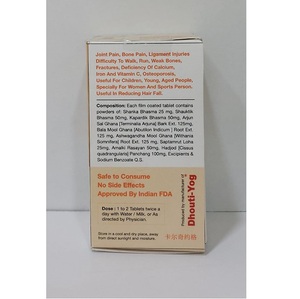 Joint Pain, Bone Pain, Ligament Injuries
Difficulty To Walk, Run, Weak Bones,
Fractures, Deficiency Of Calcium,
Iron And Vitamin C, Osteoporosis,
Useful For Children, Young, Aged People,
Specially For Women And Sports Person.
Useful In Reducing Hair Fall.
Composition: Each film coated tablet contains
powders of: Shanka Bhasma 25 mg, Shauktik
Bhasma 50mg, Kapardik Bhasma 50mg, Arjun
Sal Ghana [Terminalia Arjuna] Bark Ext. 125mg,
Bala Mool Ghana [Abutilon Indicum] Root Ext.
125 mg, Ashwagandha Mool Ghana [Withania
Somnifera] Root Ext. 125 mg, Saptamrut Loha
25mg, Amalki Rasayan 50mg, Hadjod [Cissus
quadrangularis] Panchang 100mg, Excipients &
Sodium Benzoate Q.S.
Safe to Consume
No Side Effects
Approved By Indian FDA
Dose : 1 to 2 Tablets twice a
day with Water / Milk, or As
directed by Physician.
Store in a cool and dry place, away
from direct sunlight and moisture.
Dhouti-Yog